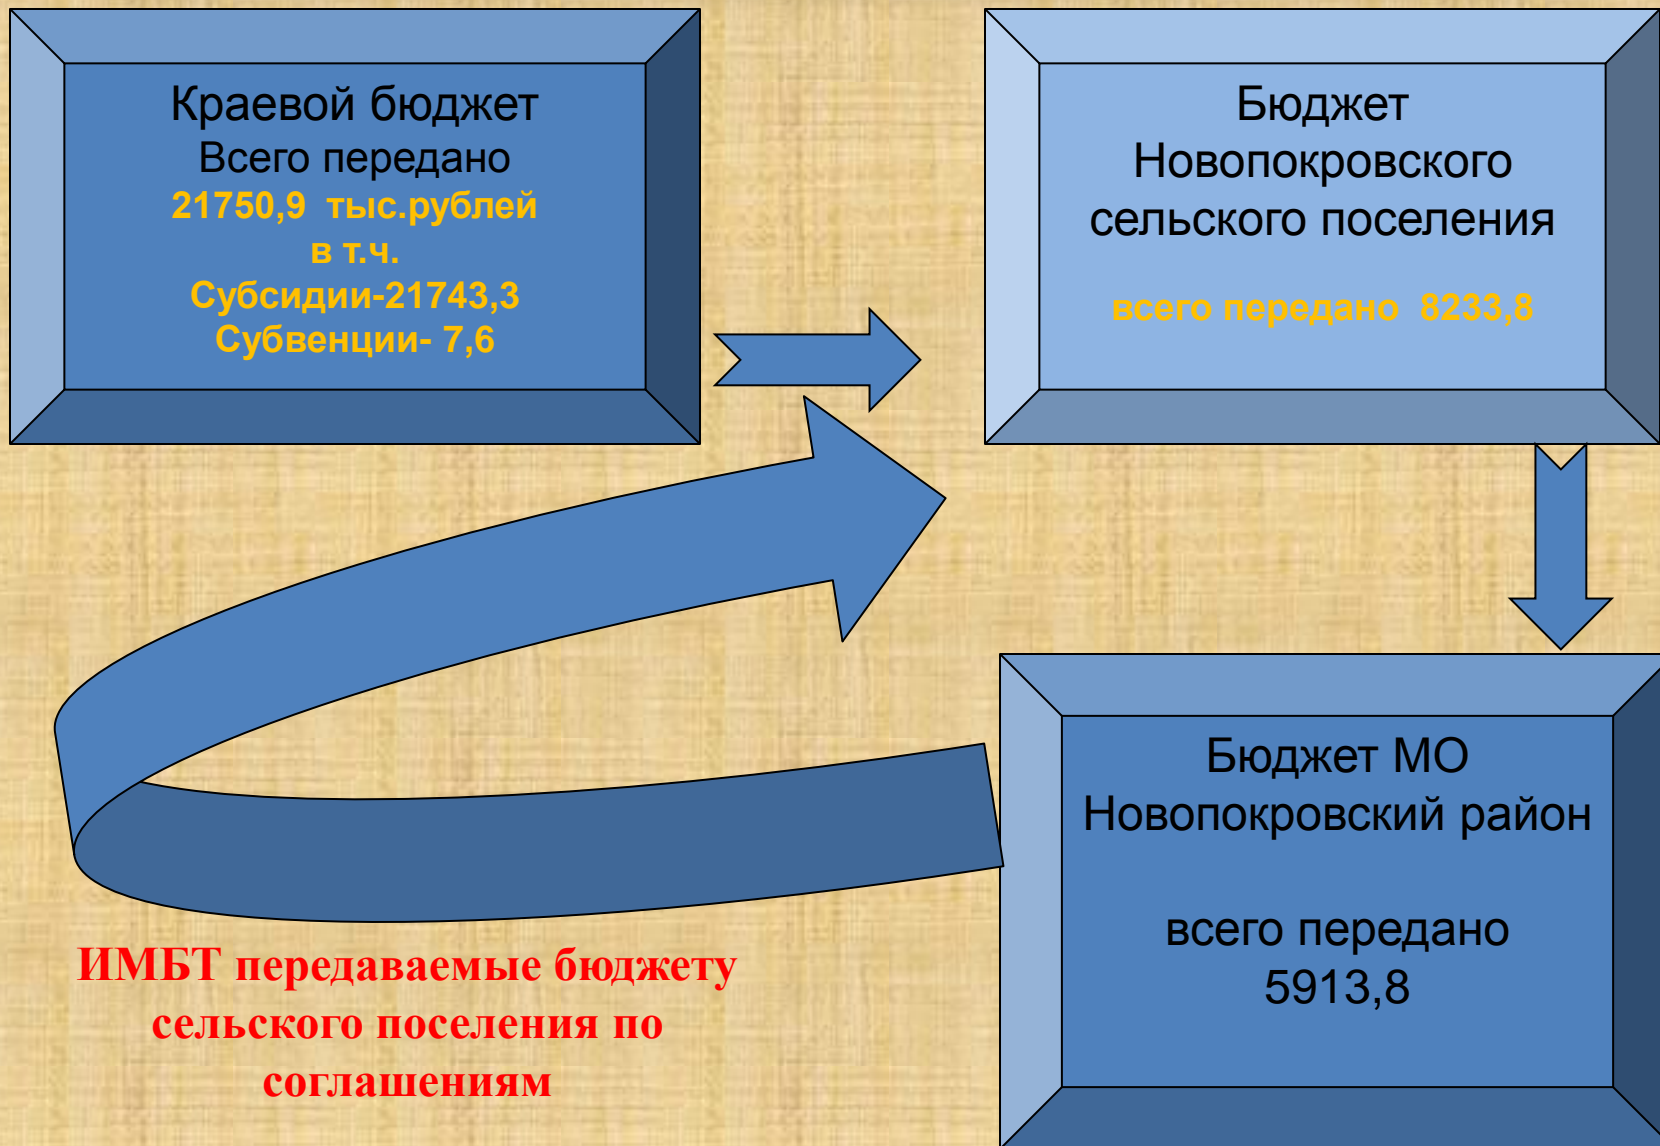 Краевой бюджет
Всего передано
21750,9 тыс.рублей
в т.ч.
Субсидии-21743,3
Субвенции- 7,6
Бюджет
Новопокровского
сельского поселения
всего передано 8233,8
Бюджет МО
Новопокровский район
всего передано
5913,8
ИМБТ передаваемые бюджету
сельского поселения по
соглашениям